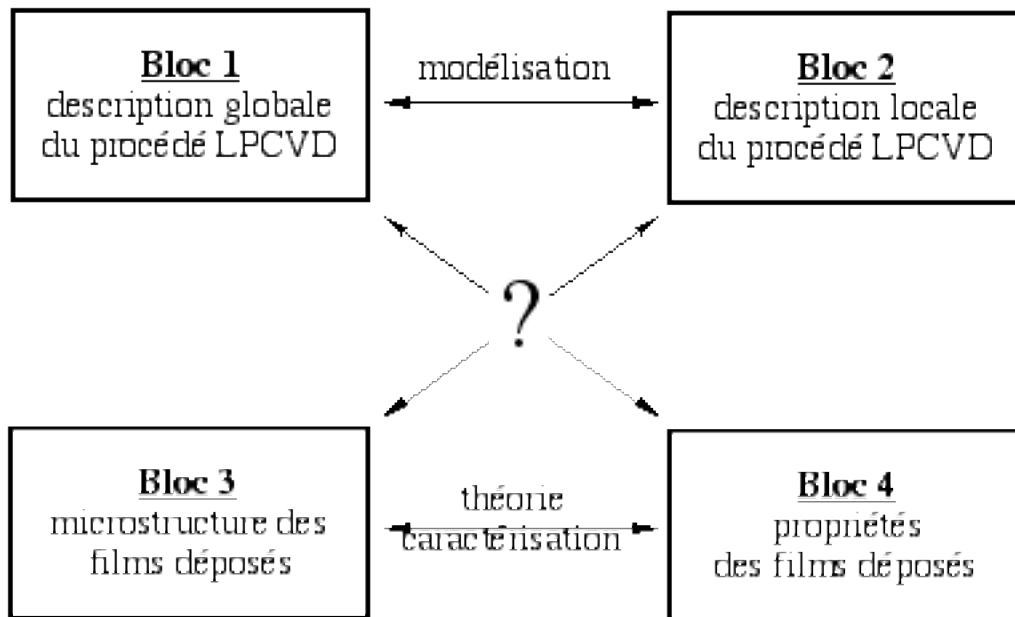 Bloc 1
description globale
du procédé LPCVD
modélisation
Bloc 2
description locale
du procédé LPCVD
?
Bloc 3
microstructure des
films déposés
théorie
caractérisation
Bloc 4
propriétés
des films déposés